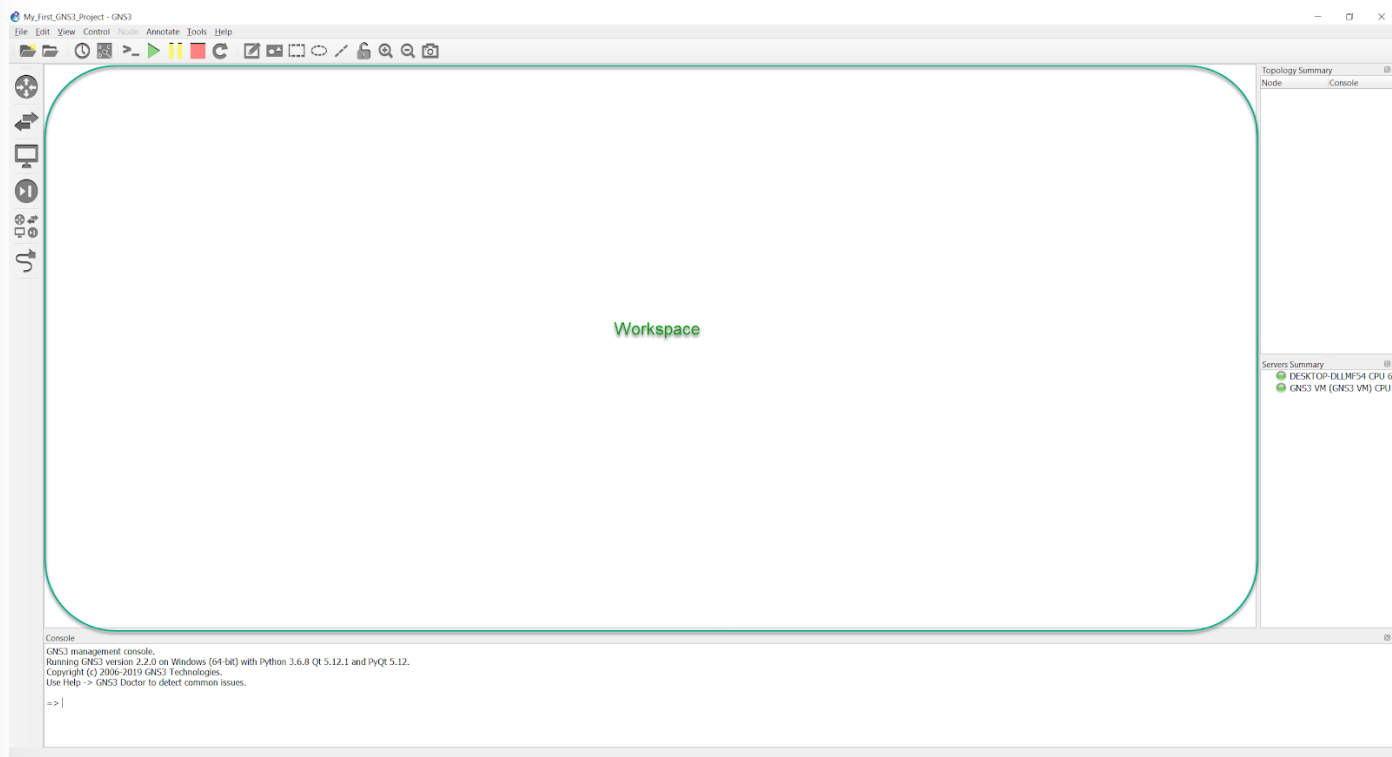 My_First_GNS3_Project - GNS3
File Edit View Control Node Annotate Tools Help
Topology Summary
Node Console
Workspace
Servers Summary
DESKTOP-DLLMF54 CPU 6
GNS3 VM (GNS3 VM) CPU
Console
GNS3 management console.
Running GNS3 version 2.2.0 on Windows (64-bit) with Python 3.6.8 Qt 5.12.1 and PyQt 5.12.
Copyright (c) 2006-2019 GNS3 Technologies.
Use Help -> GNS3 Doctor to detect common issues.
=>